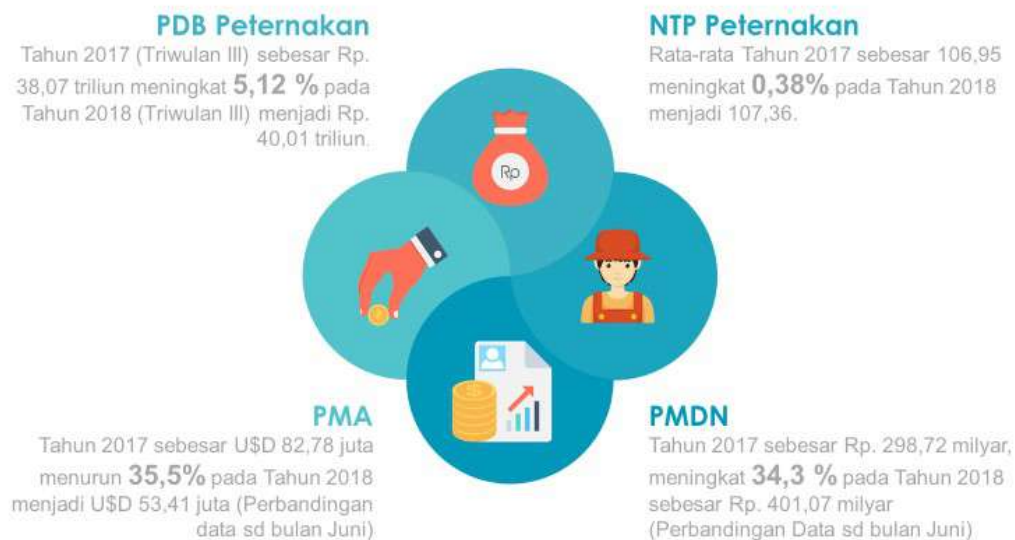 PDB Peternakan
Tahun 2017 (Triwulan III) sebesar Rp.
38,07 triliun meningkat 5,12 % pada
Tahun 2018 (Triwulan III) menjadi Rp.
40,01 triliun.
NTP Peternakan
Rata-rata Tahun 2017 sebesar 106,95
meningkat 0,38% pada Tahun 2018
menjadi 107,36.
Rp
PMA
Tahun 2017 sebesar U$D 82,78 juta
menurun 35,5% pada Tahun 2018
menjadi U$D 53,41 juta (Perbandingan
data sd bulan Juni)
PMDN
Tahun 2017 sebesar Rp. 298,72 milyar,
meningkat 34,3 % pada Tahun 2018
sebesar Rp. 401,07 milyar
(Perbandingan Data sd bulan Juni)